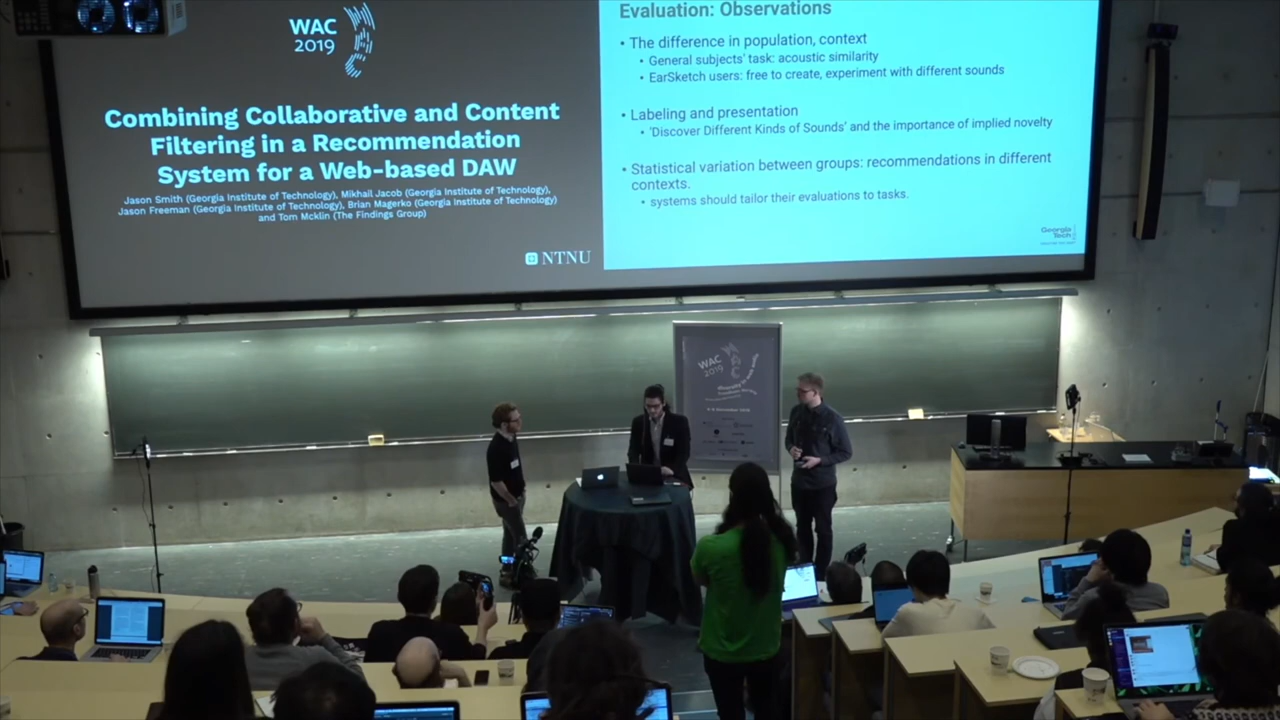 WAC
2019
Combining Collaborative and Content
Filtering in a Recommendation
System for a Web-based DAW
Jason Smith (Georgia Institute of Technology), Mikhail Jacob (Georgia Institute of Technology),
Jason Freeman (Georgia Institute of Technology), Brian Magerko (Georgia Institute of Technology)
and Tom Mcklin (The Findings Group)
NTNU
Evaluation: Observations
• The difference in population, context
• General subjects' task: acoustic similarity
• EarSketch users: free to create, experiment with different sounds
• Labeling and presentation
• 'Discover Different Kinds of Sounds' and the importance of implied novelty
• Statistical variation between groups: recommendations in different
contexts.
• systems should tailor their evaluations to tasks.
Georgia
Tech
WAC
2019